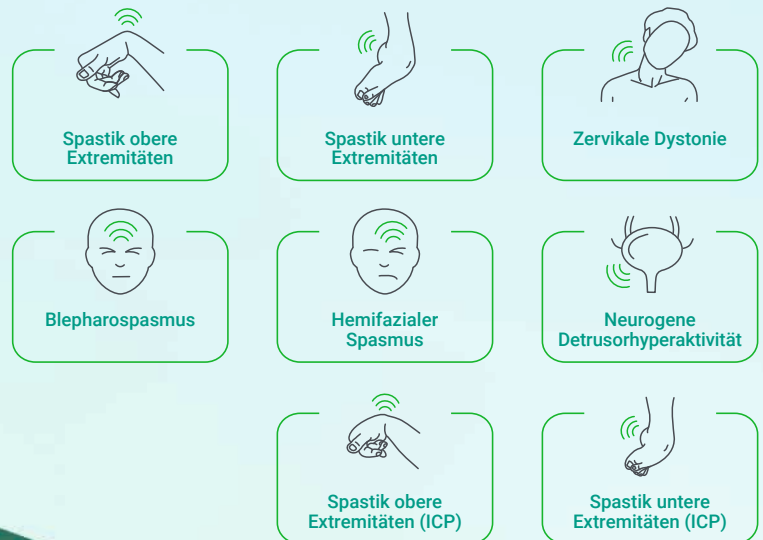 Spastik obere
Extremitäten
Spastik untere
Extremitäten
Zervikale Dystonie
Blepharospasmus
Hemifazialer
Spasmus
Neurogene
Detrusorhyperaktivität
Spastik obere
Extremitäten (ICP)
Spastik untere
Extremitäten (ICP)